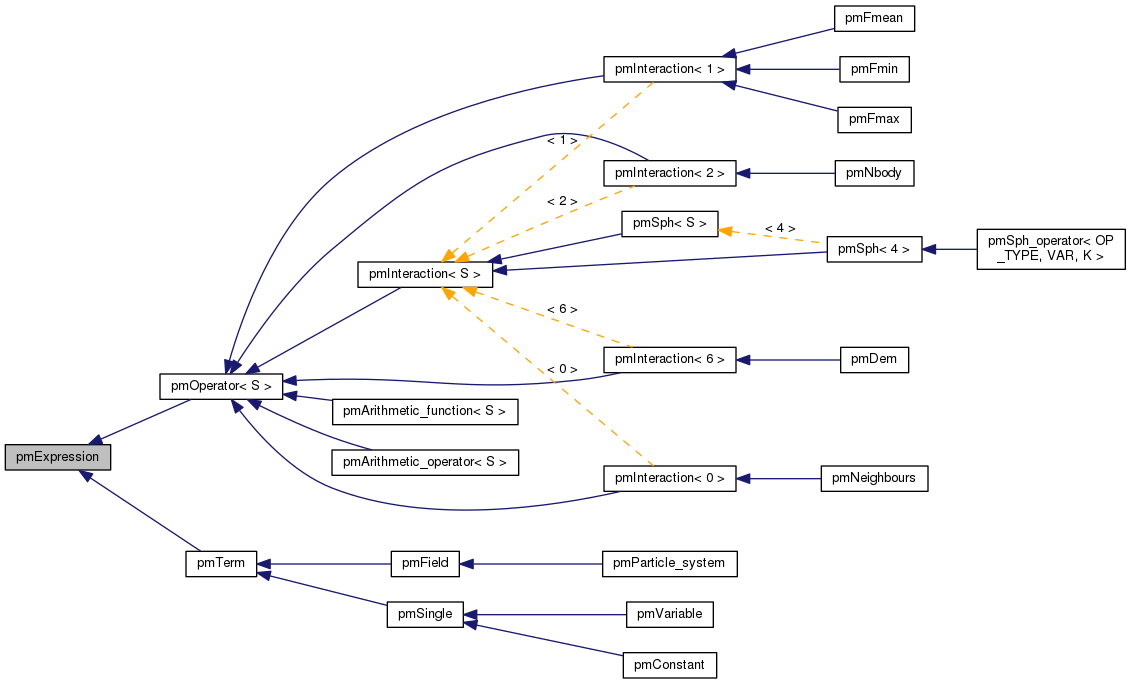 pmFmean
pmInteraction< 1 >
pmFmin
pmFmax
< 1 >
pmInteraction< 2 >
pmNbody
< 2 >
pmSph< S >
< 4 >
pmSph< 4 >
pmSph_operator< OP
_TYPE, VAR, K >
pmInteraction< S >
< 6 >
pmInteraction< 6 >
pmDem
< 0 >
pmOperator< S >
pmArithmetic_function< S >
pmExpression
pmArithmetic_operator< S >
pmInteraction< 0 >
pmNeighbours
pmTerm
pmField
pmParticle_system
pmSingle
pmVariable
pmConstant